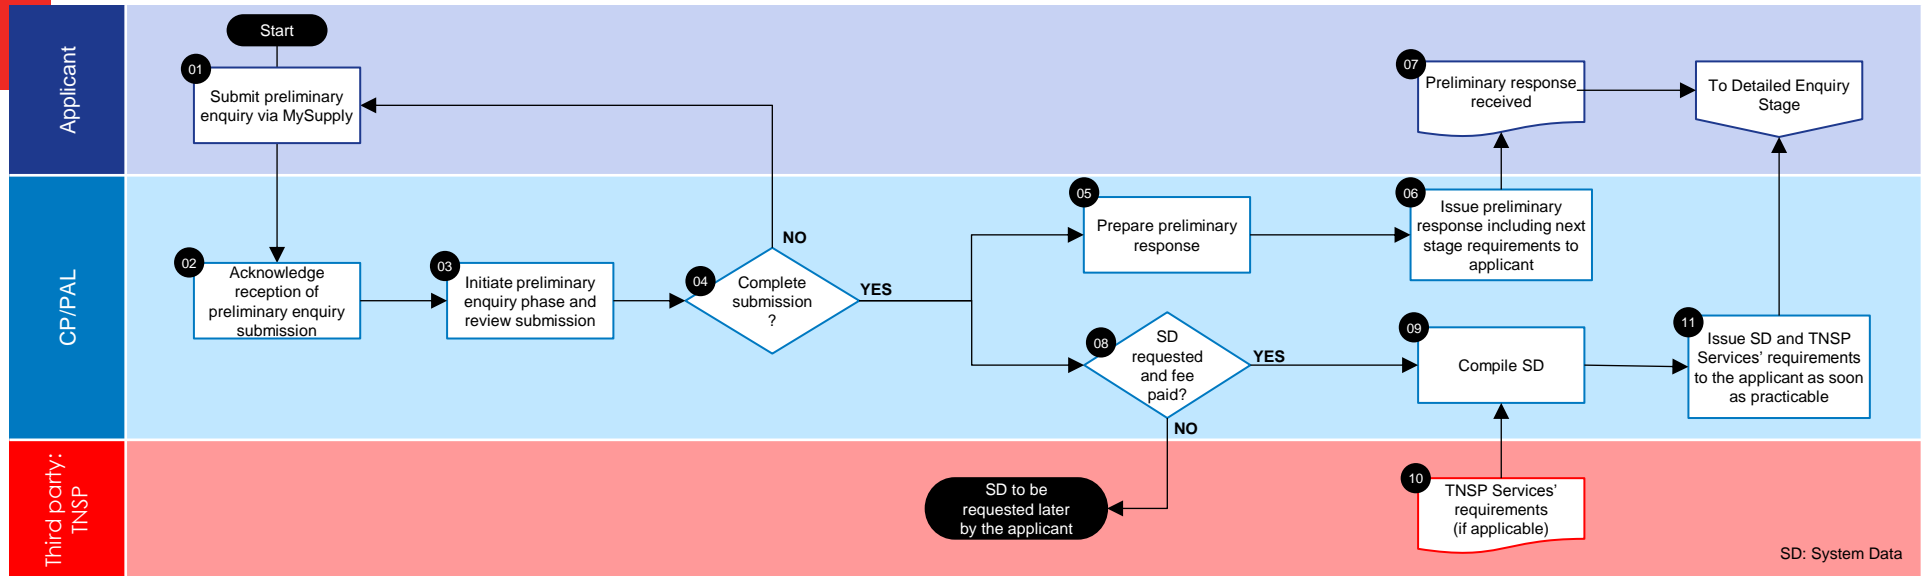 Applicant
Start
01
Submit preliminary
enquiry via MySupply
07
Preliminary response
received
To Detailed Enquiry
Stage
CP/PAL
02
Acknowledge
reception of
preliminary enquiry
submission
03
Initiate preliminary
enquiry phase and
review submission
04
Complete
submission
?
NO
YES
05
Prepare preliminary
response
06
Issue preliminary
response including next
stage requirements to
applicant
08
SD
requested
and fee
paid?
YES
NO
09
Compile SD
11
Issue SD and TNSP
Services’ requirements
to the applicant as soon
as practicable
Third party:
TNSP
SD to be
requested later
by the applicant
10
TNSP Services’
requirements
(if applicable)
SD: System Data